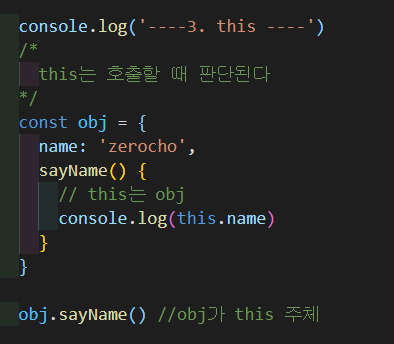 console.log('----3. this ----')
/*
this는 호출할 때 판단된다
*/
const obj = {
name: 'zerocho',
sayName() {
// this는 obj
console.log(this.name)
}
}
obj.sayName() //obj가 this 주체